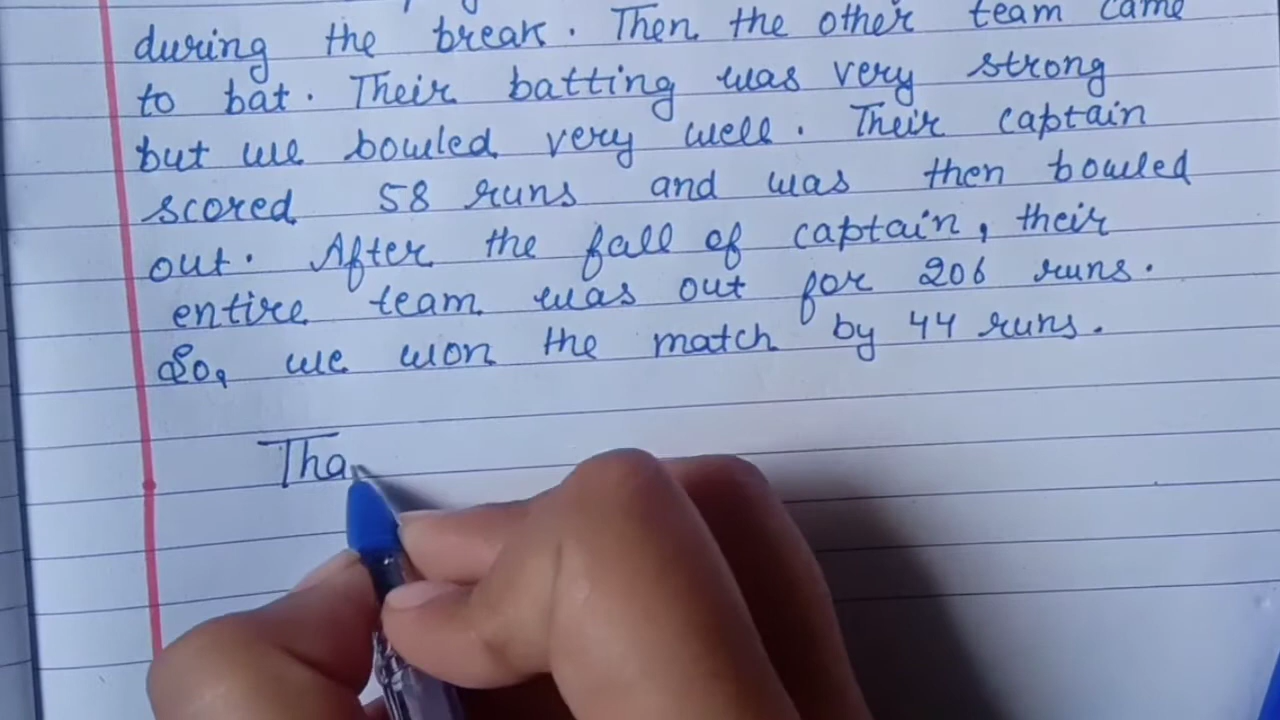 during the break. Then the other team came
to bat. Their batting was very strong
but we bowled very well. Their captain
scored 58 runs and was then bowled
out. After the fall of captain, their
entire team was out for 206 runs.
So, we won the match by 44 runs.
Tha